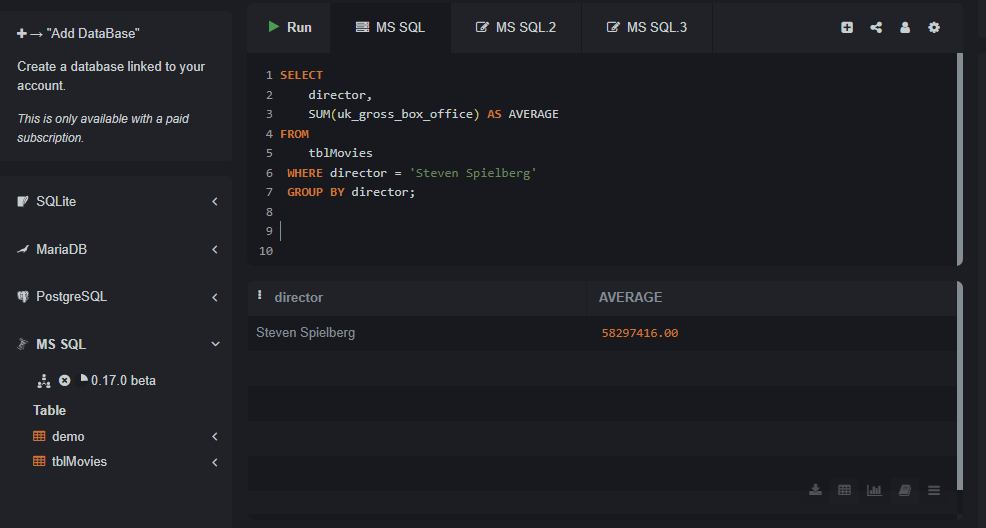 + → "Add DataBase"
Create a database linked to your
account.
This is only available with a paid
subscription.
SQLite
MariaDB
PostgreSQL
MS SQL
0.17.0 beta
Table
demo
tblMovies
Run
MS SQL
MS SQL.2
MS SQL.3
1 SELECT
2 director,
3 SUM(uk_gross_box_office) AS AVERAGE
4 FROM
5 tblMovies
6 WHERE director = 'Steven Spielberg'
7 GROUP BY director;
8
9
10
director AVERAGE
Steven Spielberg 58297416.00